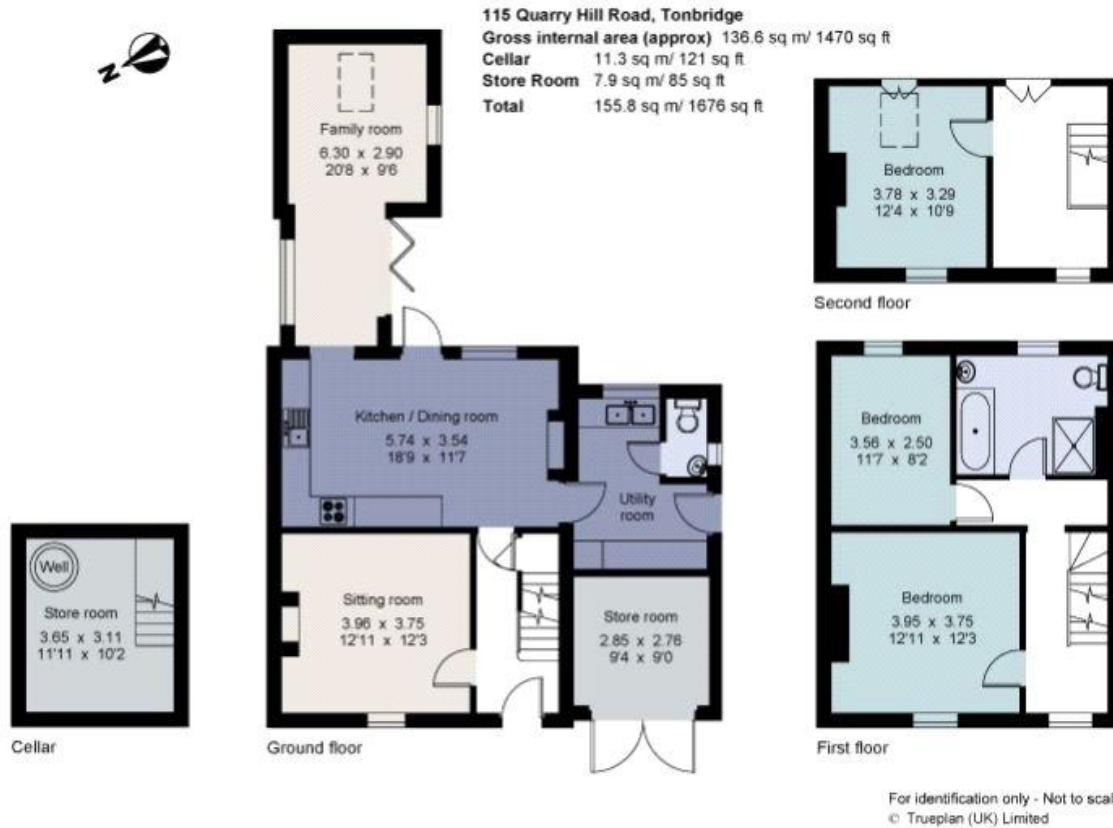 115 Quarry Hill Road, Tonbridge
Gross internal area (approx) 136.6 sq m/ 1470 sq ft
Cellar 11.3 sq m/ 121 sq ft
Store Room 7.9 sq m/ 85 sq ft
Total 155.8 sq m/ 1676 sq ft
N
Family room
6.30 x 2.90
20'8 x 9'6
Bedroom
3.78 x 3.29
12'4 x 10'9
Second floor
Kitchen / Dining room
5.74 x 3.54
18'9 x 11'7
Utility
room
Bedroom
3.56 x 2.50
11'7 x 8'2
Well
Store room
3.65 x 3.11
11'11 x 10'2
Cellar
Sitting room
3.96 x 3.75
12'11 x 12'3
Store room
2.85 x 2.76
9'4 x 9'0
Ground floor
Bedroom
3.95 x 3.75
12'11 x 12'3
First floor
For identification only - Not to scal
© Trueplan (UK) Limited